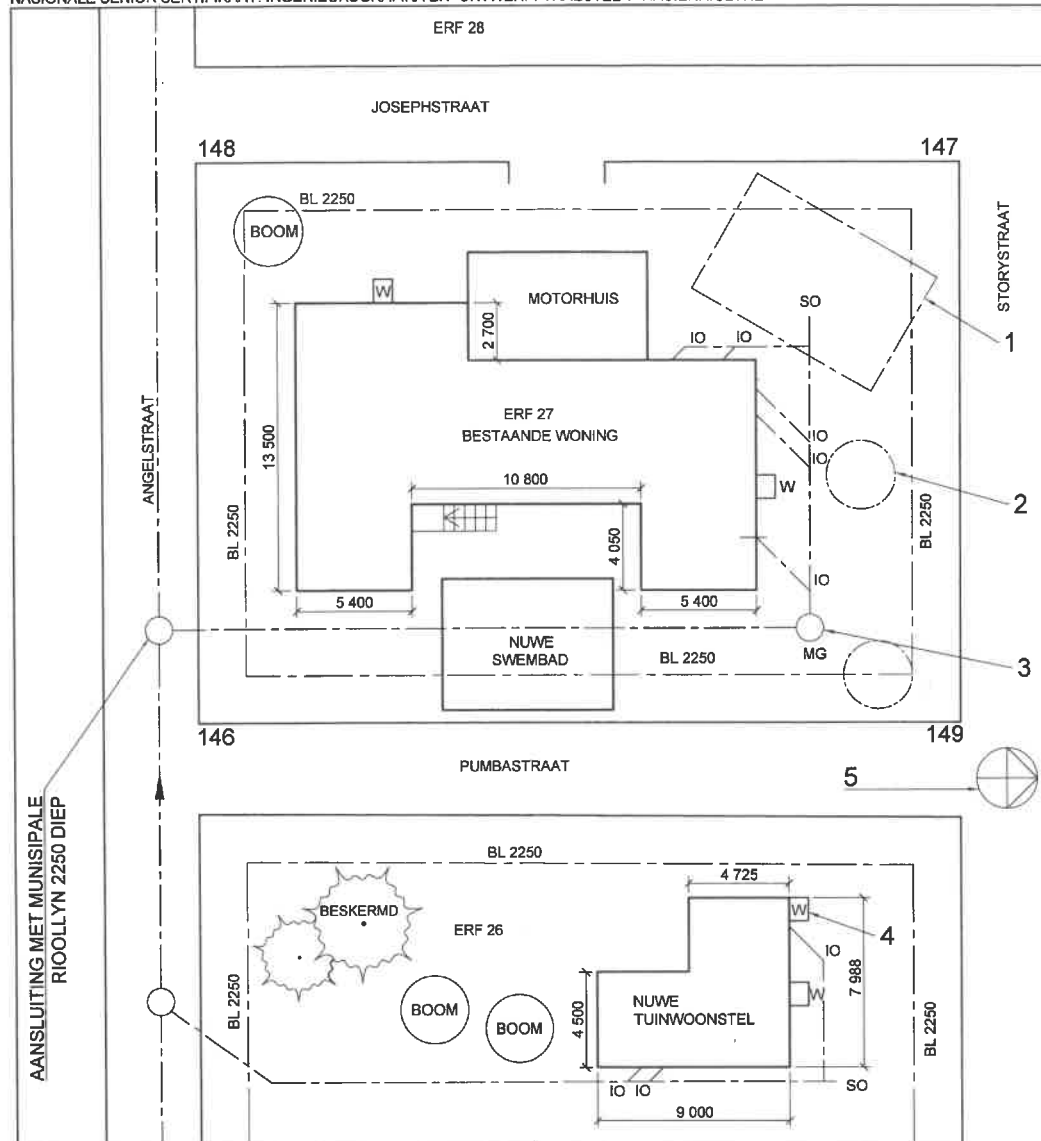 ERF 28
JOSEPHSTRAAT
148
147
BL 2250
BOOM
W
MOTORHUIS
2 700
SO
STORYSTRAAT
1
IO
IO
ANGELSTRAAT
13 500
ERF 27
BESTAANDE WONING
IO
IO
10 800
W
2
BL 2250
BL 2250
4 050
IO
5 400
5 400
NUWE
SWEMBAD
BL 2250
MG
3
146
149
PUMBASTRAAT
5
AANSLUITING MET MUNISIPALE
RIOOLLYN 2250 DIEP
BL 2250
4 725
BESKERMD
ERF 26
W
4
IO
7 988
BL 2250
BOOM
BOOM
4 500
NUWE
TUINWOONSTEL
W
BL 2250
IO
IO
SO
9 000